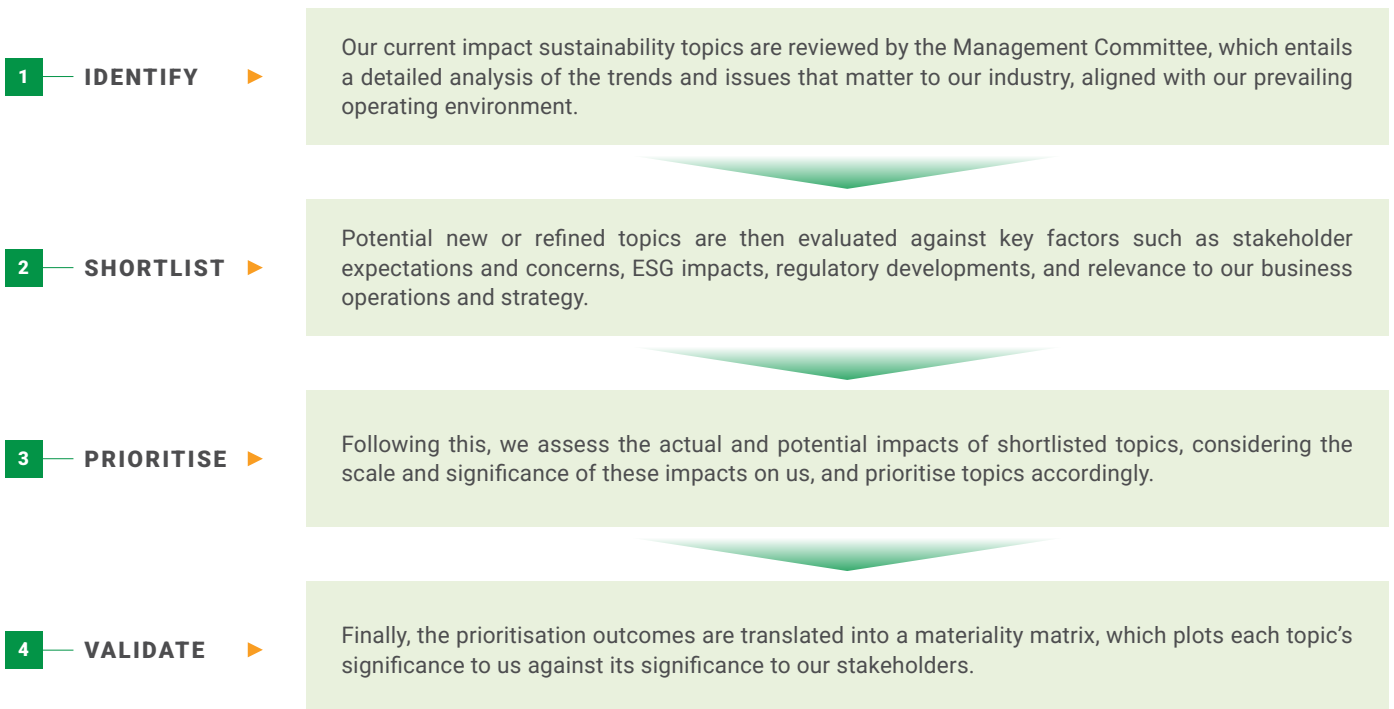 1 IDENTIFY
Our current impact sustainability topics are reviewed by the Management Committee, which entails
a detailed analysis of the trends and issues that matter to our industry, aligned with our prevailing
operating environment.
2 SHORTLIST
Potential new or refined topics are then evaluated against key factors such as stakeholder
expectations and concerns, ESG impacts, regulatory developments, and relevance to our business
operations and strategy.
3 PRIORITISE
Following this, we assess the actual and potential impacts of shortlisted topics, considering the
scale and significance of these impacts on us, and prioritise topics accordingly.
4 VALIDATE
Finally, the prioritisation outcomes are translated into a materiality matrix, which plots each topic’s
significance to us against its significance to our stakeholders.